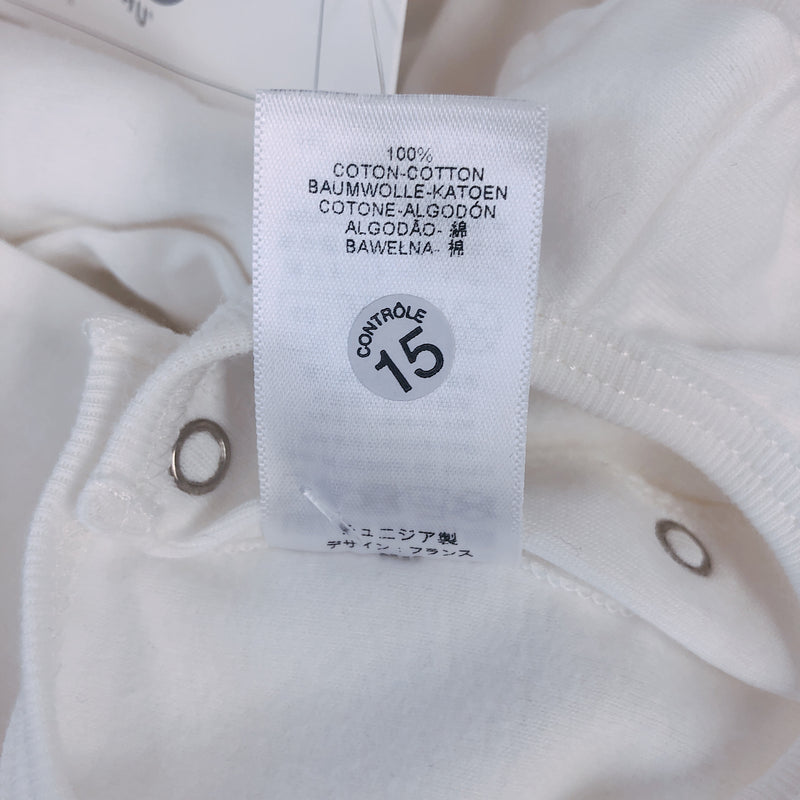 100%
COTON-COTTON
BAUMWOLLE-KATOEN
COTONE-ALGODÓN
ALGODÃO- 綿
BAWEŁNA- 棉
CONTRÔLE
15
ュニジア製
デザイン：フランス